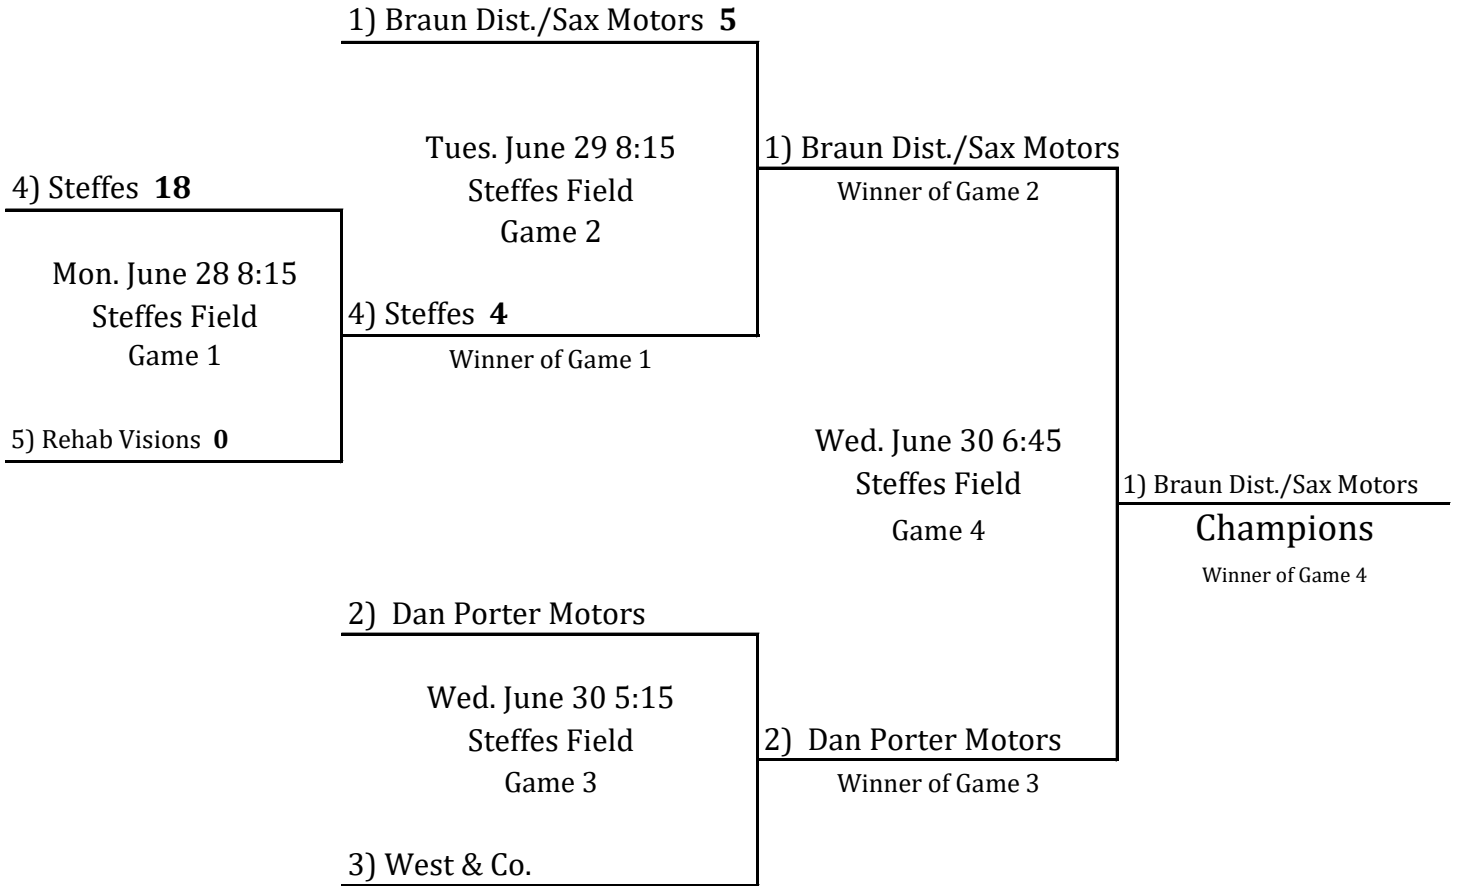 1) Braun Dist./Sax Motors 5
Tues. June 29 8:15
Steffes Field
Game 2
1) Braun Dist./Sax Motors
Winner of Game 2
4) Steffes 18
Mon. June 28 8:15
Steffes Field
Game 1
4) Steffes 4
Winner of Game 1
5) Rehab Visions 0
Wed. June 30 6:45
Steffes Field
Game 4
1) Braun Dist./Sax Motors
Champions
Winner of Game 4
2) Dan Porter Motors
Wed. June 30 5:15
Steffes Field
Game 3
2) Dan Porter Motors
Winner of Game 3
3) West & Co.